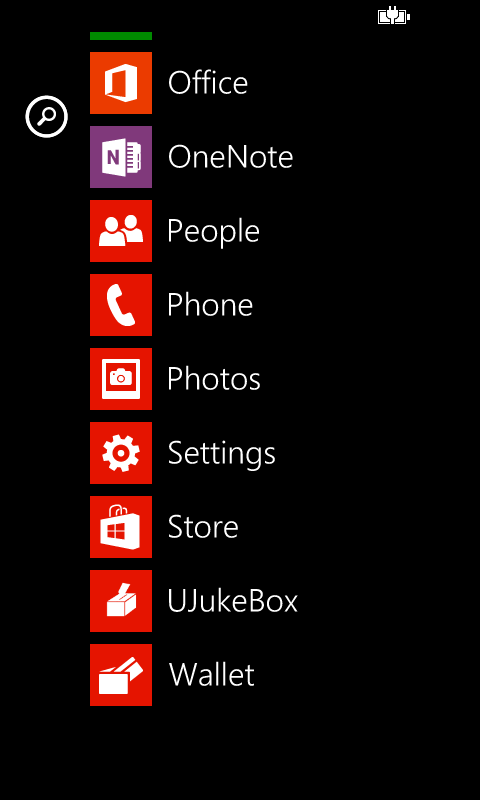 Office
OneNote
People
Phone
Photos
Settings
Store
UJukeBox
Wallet